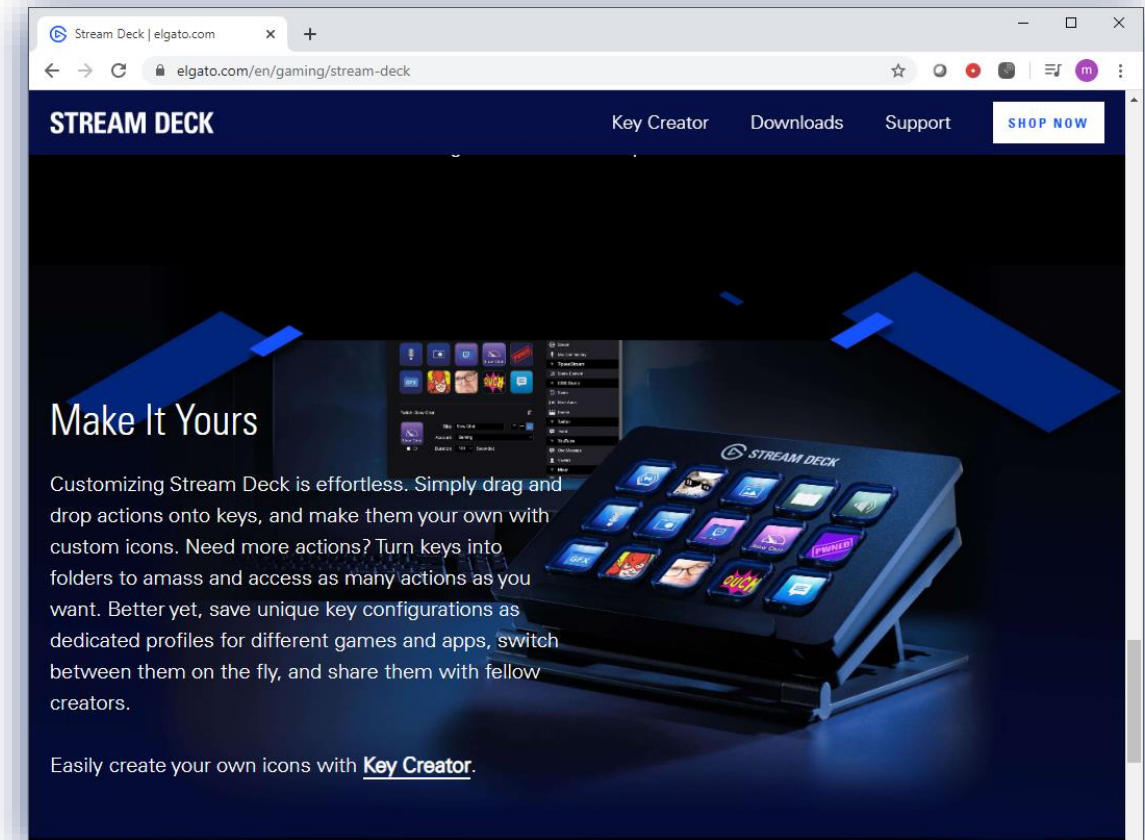 Stream Deck | elgato.com
elgato.com/en/gaming/stream-deck
m
STREAM DECK
Key Creator
Downloads
Support
SHOP NOW
Make It Yours
Customizing Stream Deck is effortless. Simply drag and
drop actions onto keys, and make them your own with
custom icons. Need more actions? Turn keys into
folders to amass and access as many actions as you
want. Better yet, save unique key configurations as
dedicated profiles for different games and apps, switch
between them on the fly, and share them with fellow
creators.
Easily create your own icons with Key Creator.
STREAM DECK
PWNED
GFX
OUCH